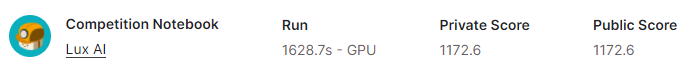 Competition Notebook Run Private Score Public Score
Lux AI 1628.7s - GPU 1172.6 1172.6